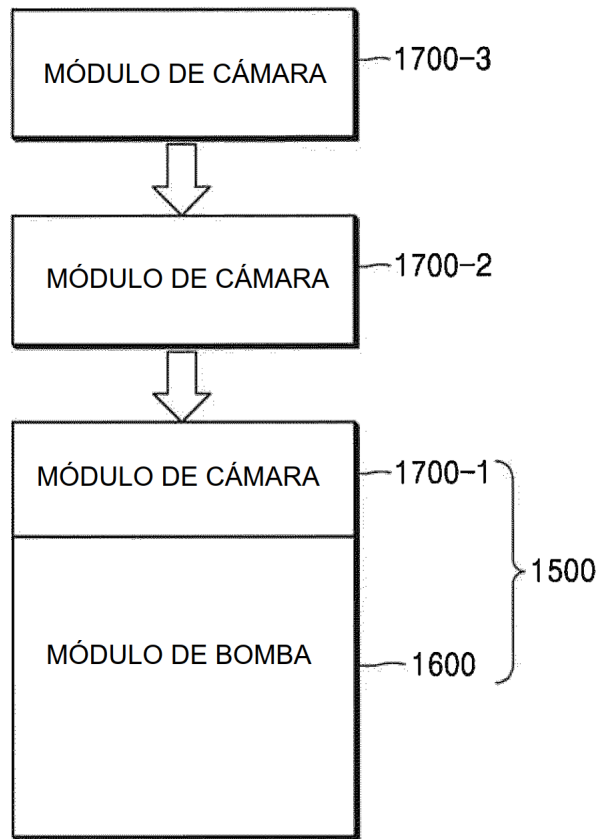 MÓDULO DE CÁMARA
1700-3
MÓDULO DE CÁMARA
1700-2
MÓDULO DE CÁMARA
1700-1
1500
MÓDULO DE BOMBA
1600